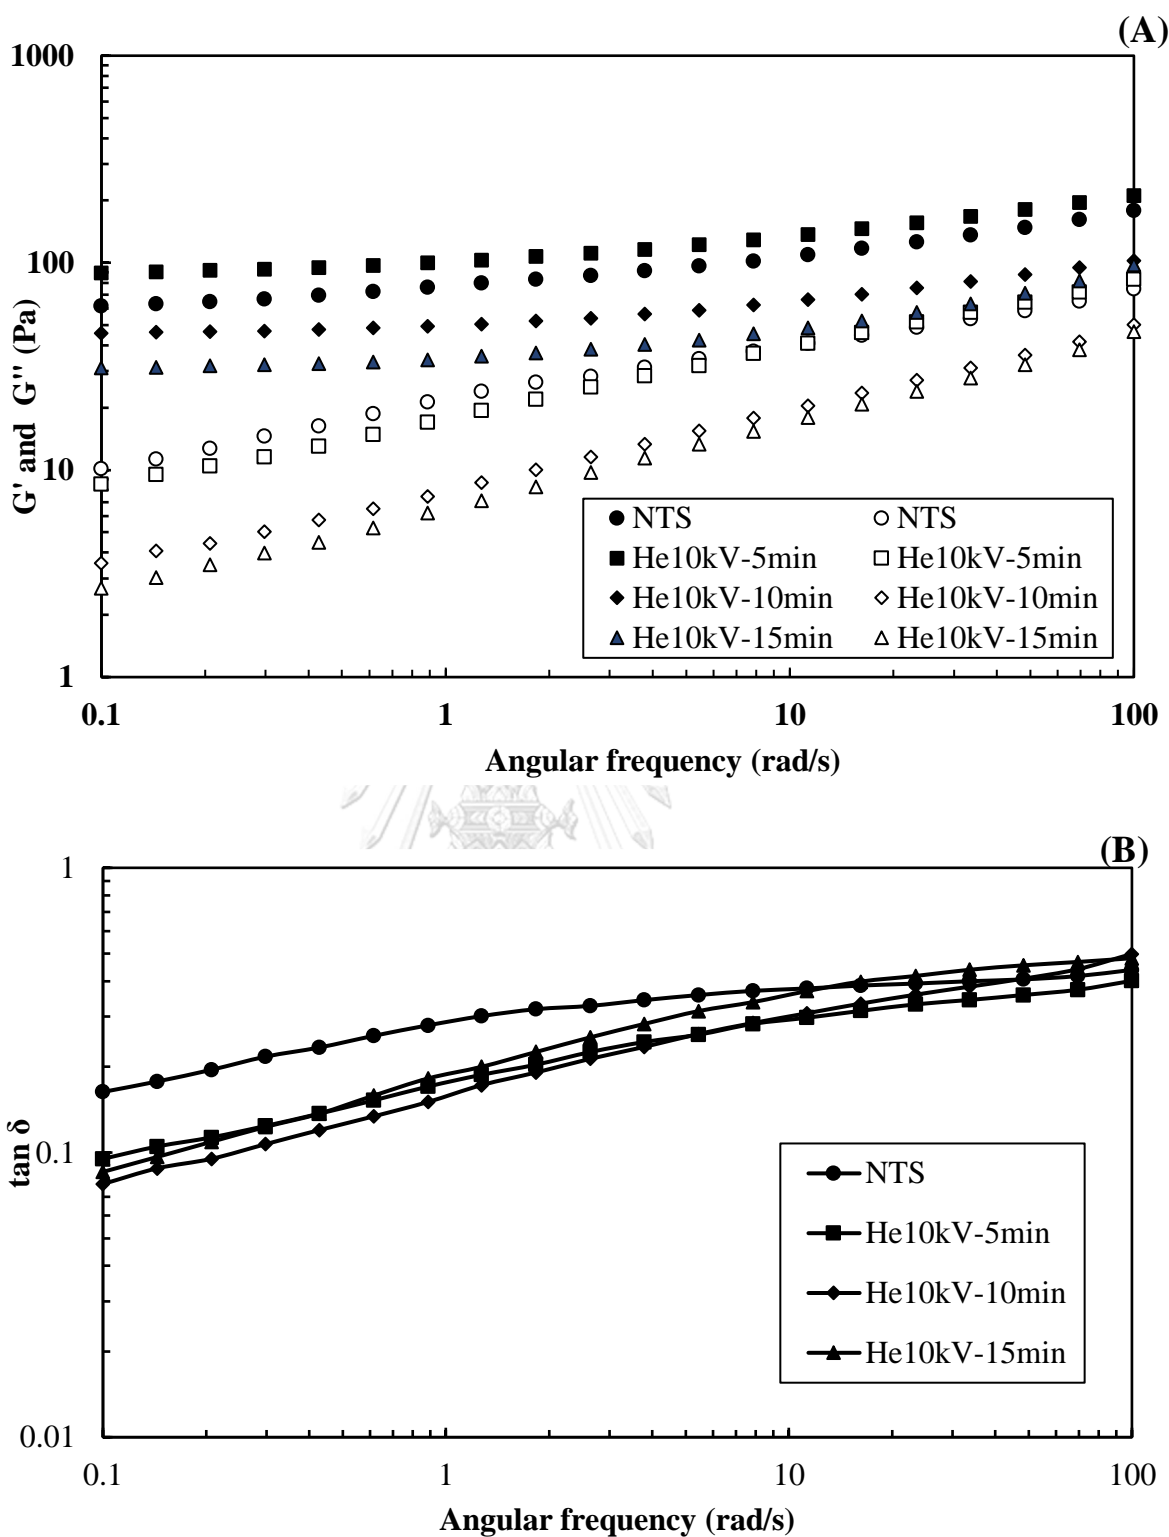 (A)
1000
100
10
1
G' and G'' (Pa)
0.1 1 10 100
Angular frequency (rad/s)
NTS NTS
He10kV-5min He10kV-5min
He10kV-10min He10kV-10min
He10kV-15min He10kV-15min
(B)
1
0.1
0.01
tan δ
0.1 1 10 100
Angular frequency (rad/s)
NTS
He10kV-5min
He10kV-10min
He10kV-15min